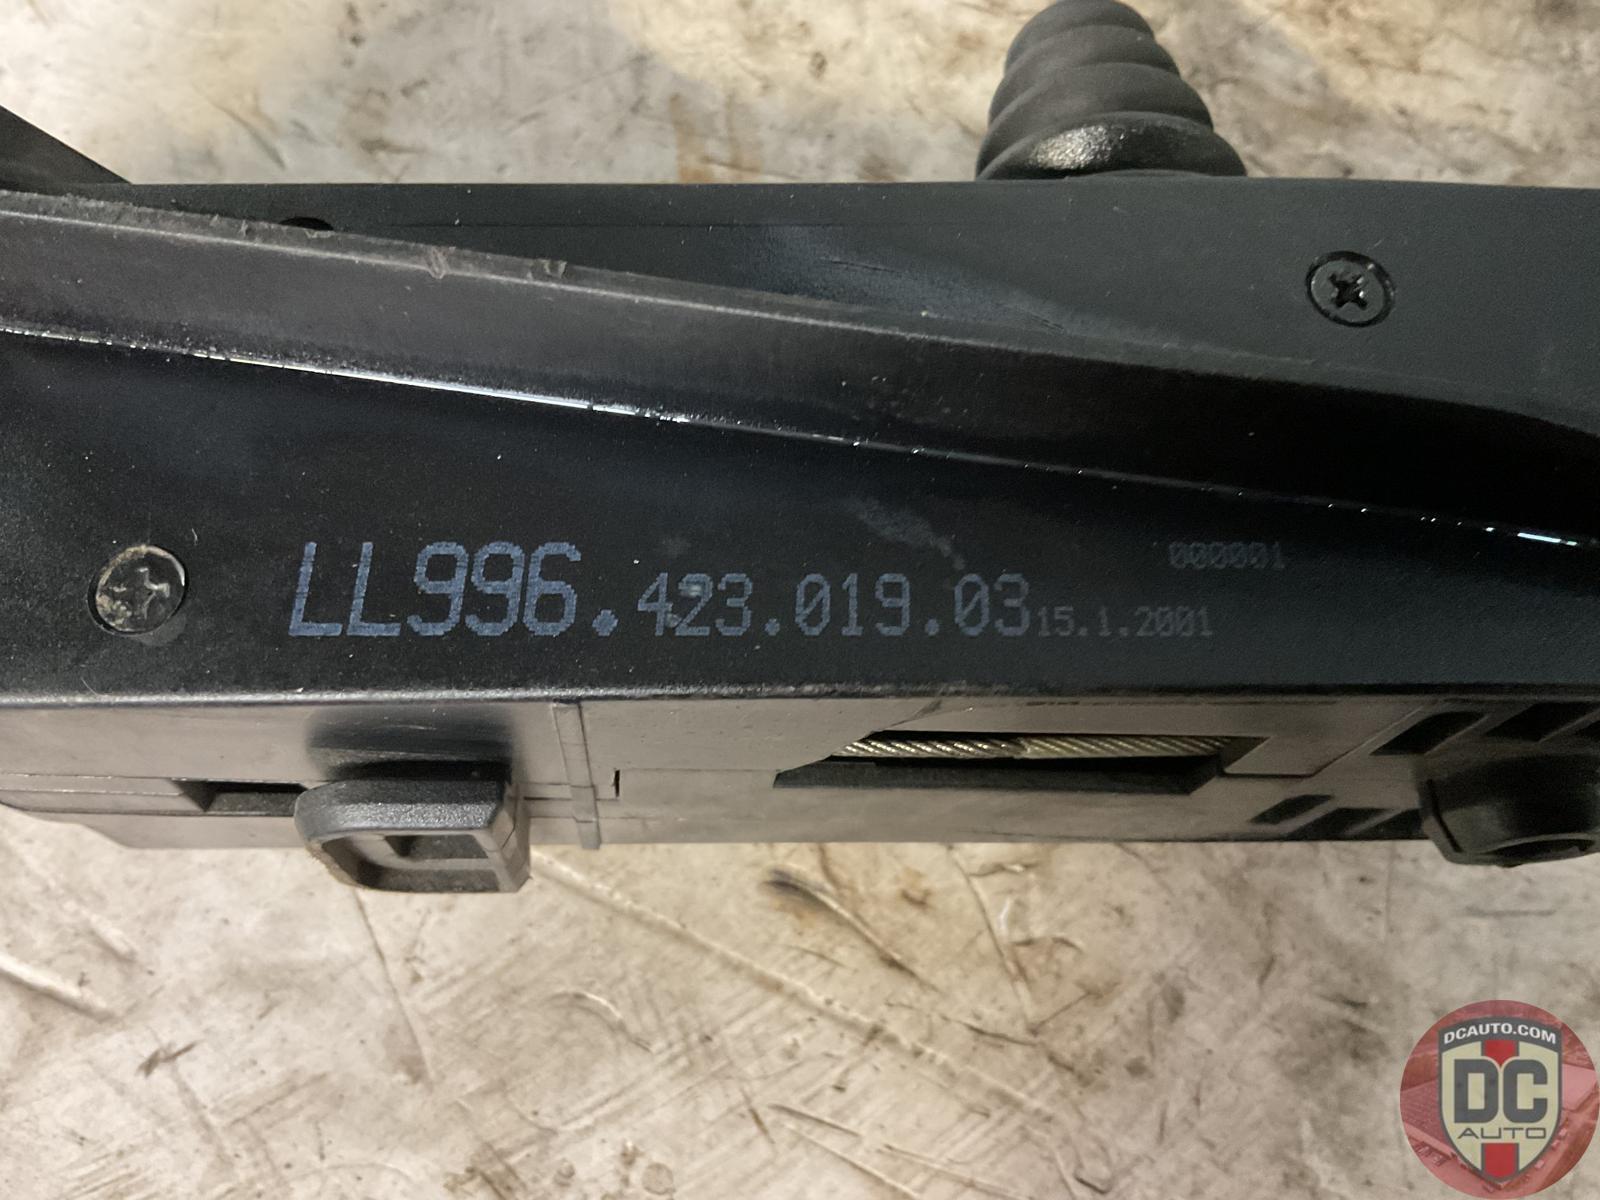 000001
LL996.423.019.03 15.1.2001
DCAUTO.COM
DC
AUTO